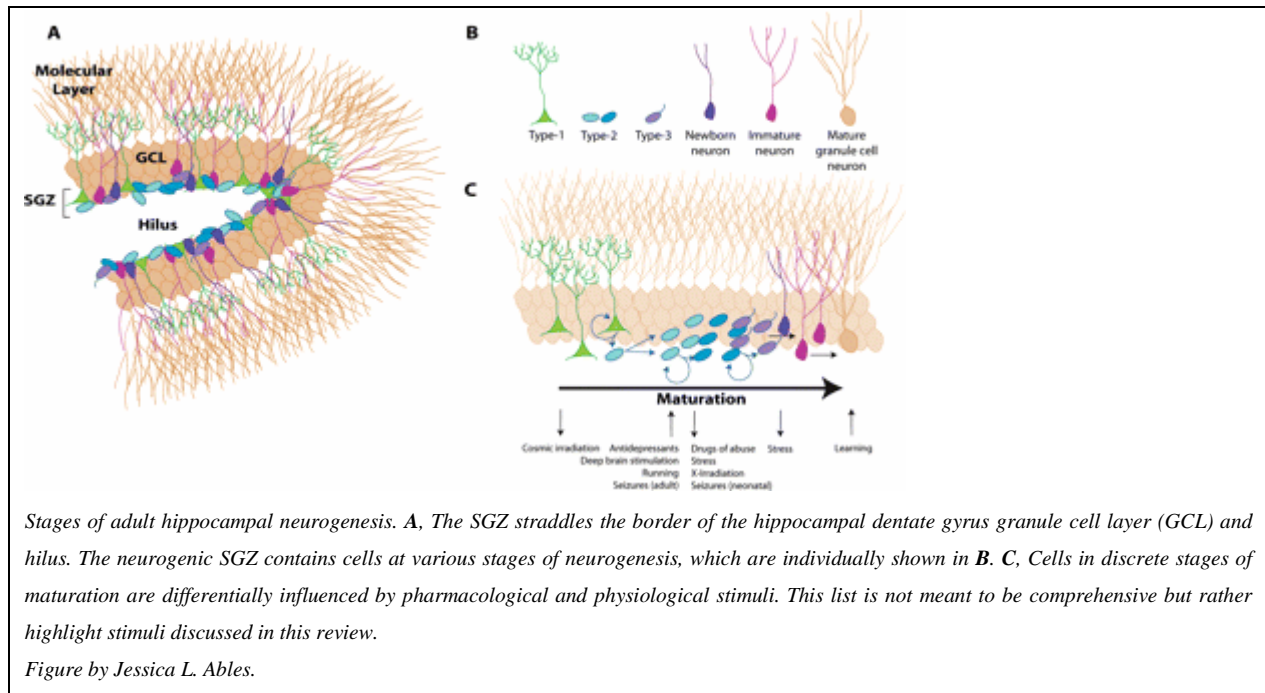 A
Molecular
Layer
GCL
SGZ
Hilus
B
Type-1
Type-2
Type-3
Newborn
neuron
Immature
neuron
Mature
granule cell
neuron
C
Maturation
Cosmic irradiation
Antidepressants
Deep brain stimulation
Running
Seizures (adult)
Drugs of abuse
Stress
X-Irradiation
Seizures (neonatal)
Stress
Learning
Stages of adult hippocampal neurogenesis. A, The SGZ straddles the border of the hippocampal dentate gyrus granule cell layer (GCL) and
hilus. The neurogenic SGZ contains cells at various stages of neurogenesis, which are individually shown in B. C, Cells in discrete stages of
maturation are differentially influenced by pharmacological and physiological stimuli. This list is not meant to be comprehensive but rather
highlight stimuli discussed in this review.
Figure by Jessica L. Ables.